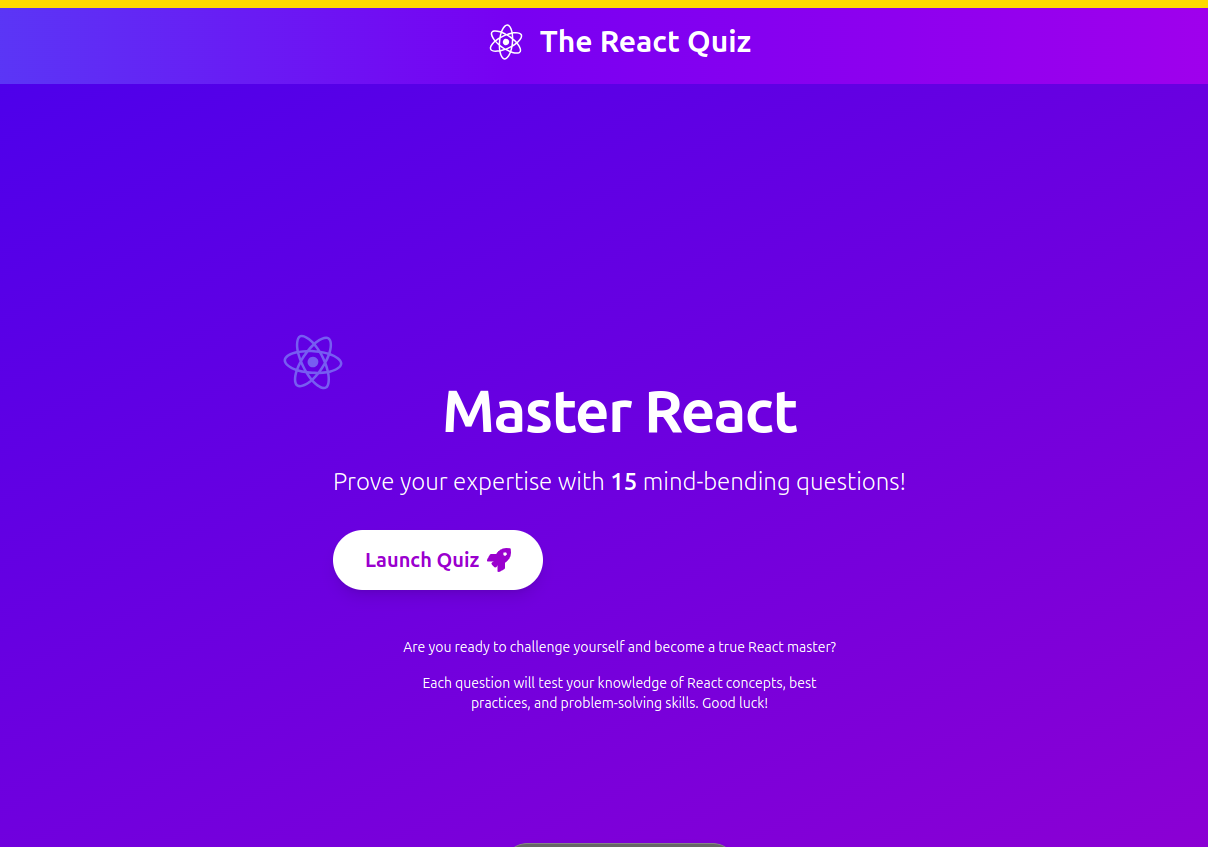 The React Quiz
Master React
Prove your expertise with 15 mind-bending questions!
Launch Quiz
Are you ready to challenge yourself and become a true React master?
Each question will test your knowledge of React concepts, best
practices, and problem-solving skills. Good luck!